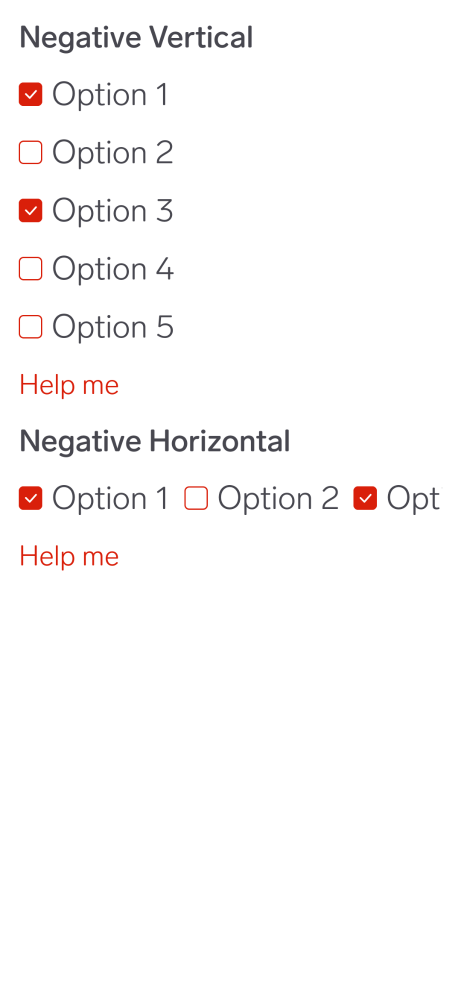 Negative Vertical
Option 1
Option 2
Option 3
Option 4
Option 5
Help me
Negative Horizontal
Option 1 Option 2 Opt
Help me